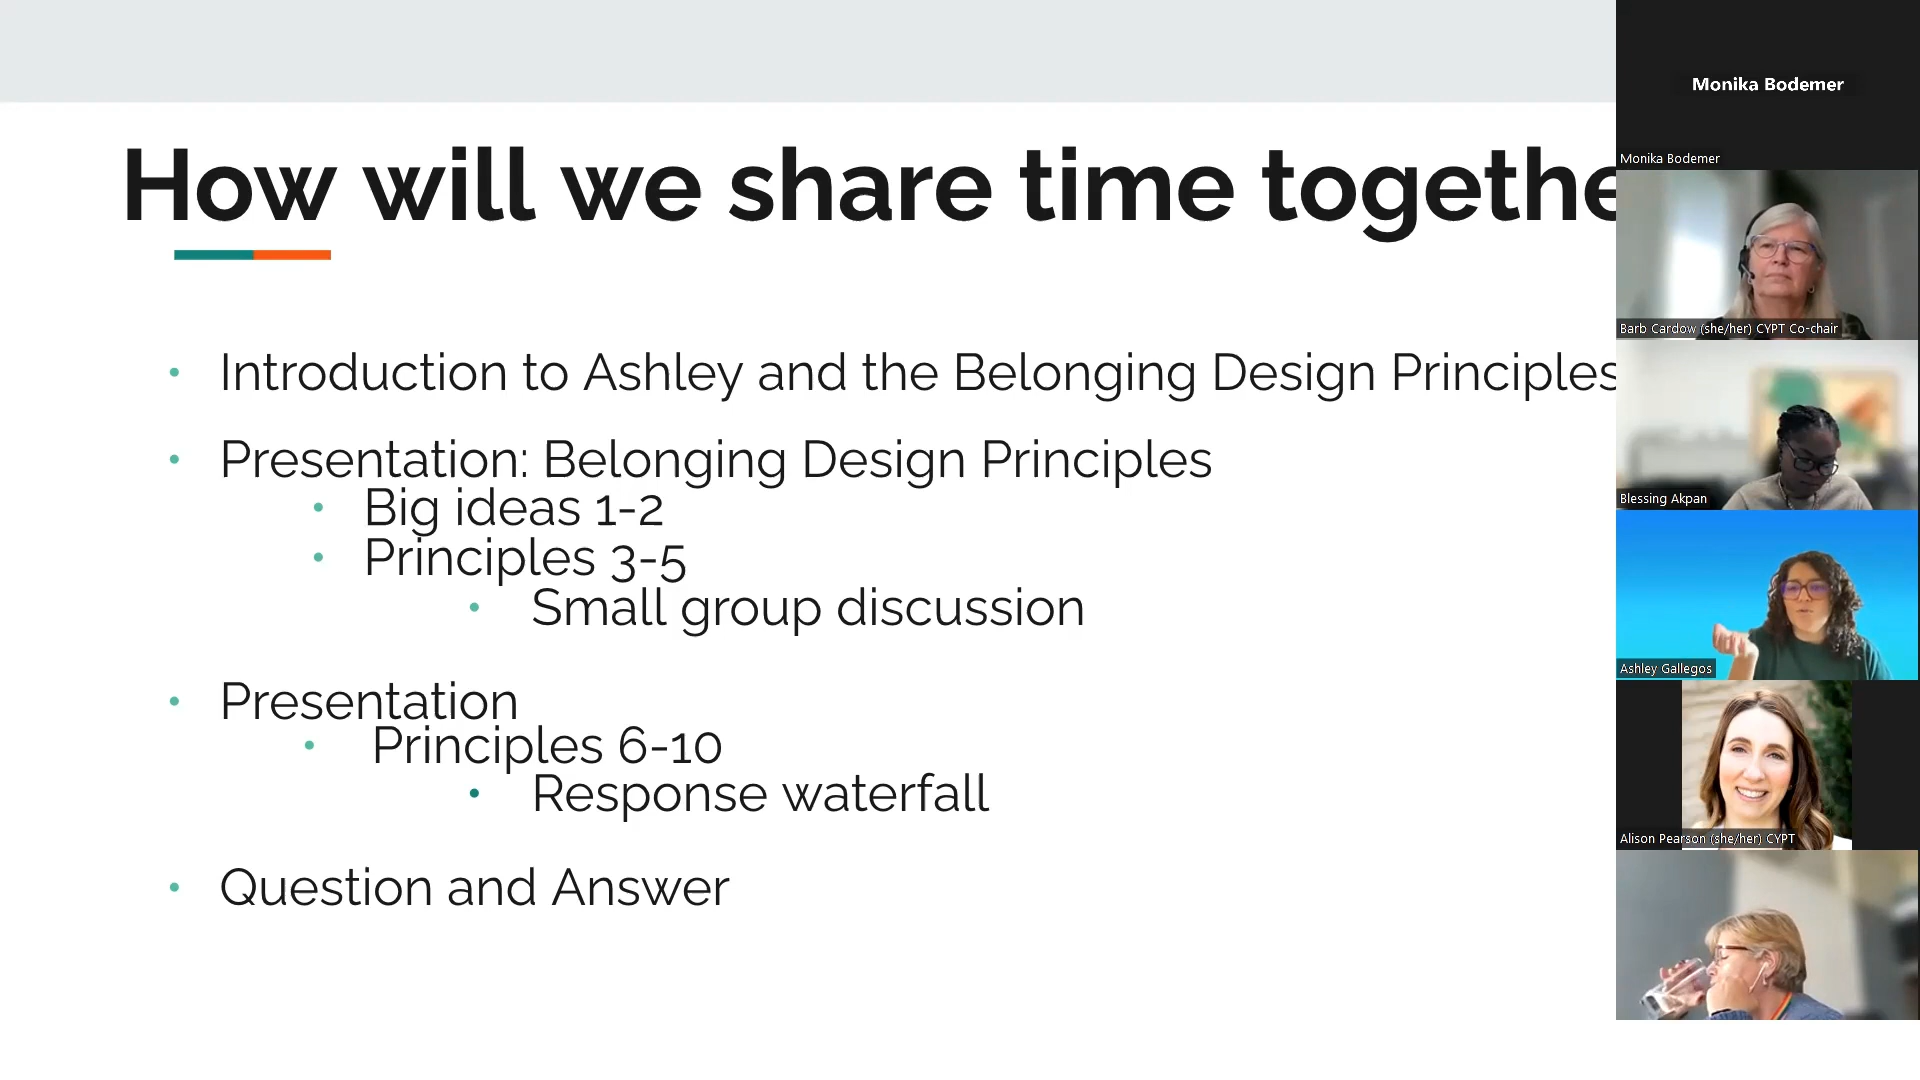 How will we share time togethe
Introduction to Ashley and the Belonging Design Principles
Presentation: Belonging Design Principles
Big ideas 1-2
Principles 3-5
Small group discussion
Presentation
Principles 6-10
Response waterfall
Question and Answer
Monika Bodemer
Monika Bodemer
Barb Cardow (she/her) CYPT Co-chair
Blessing Akpan
Ashley Gallegos
Alison Pearson (she/her) CYPT